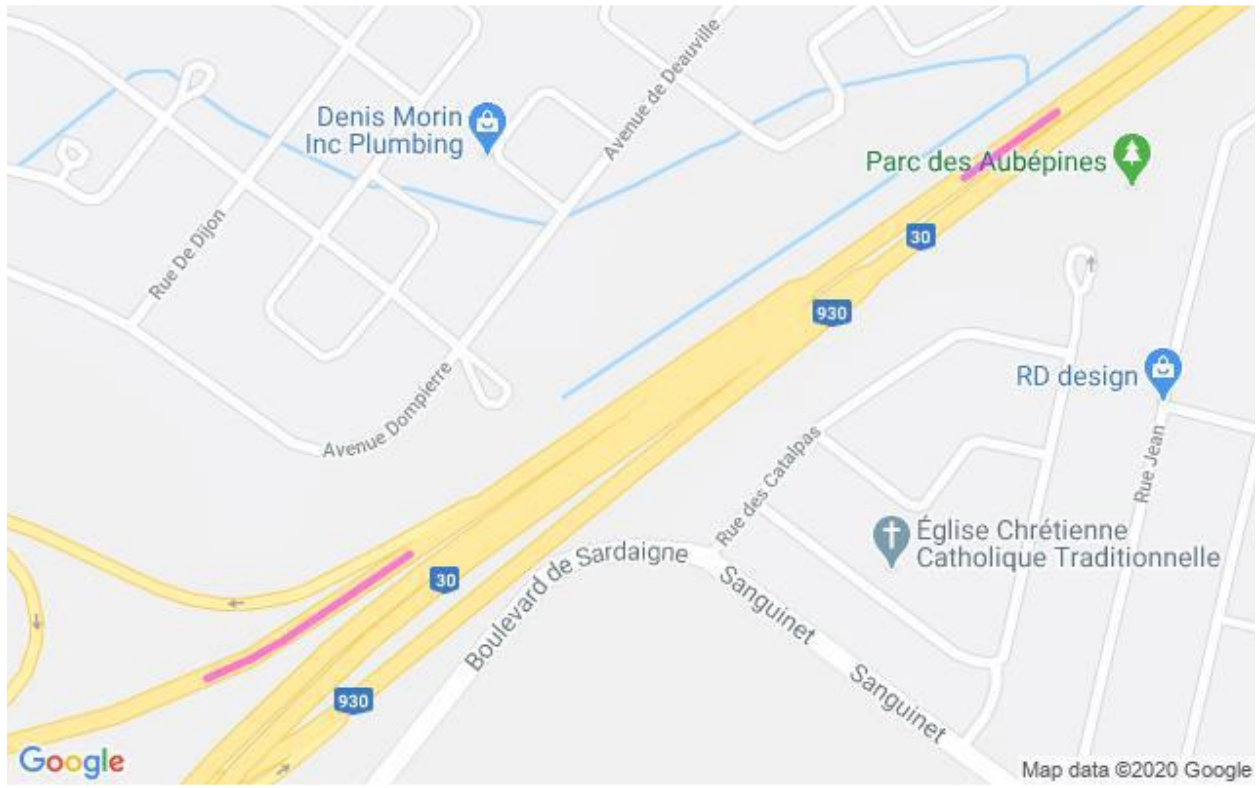 Denis Morin
Inc Plumbing
Avenue de Deauville
Parc des Aubépines
Rue De Dijon
30
930
RD design
Avenue Dompierre
Rue des Catalpas
Rue Jean
Église Chrétienne
Catholique Traditionnelle
Boulevard de Sardaigne
30
Sanguinet
Sanguinet
930
Google
Map data ©2020 Google